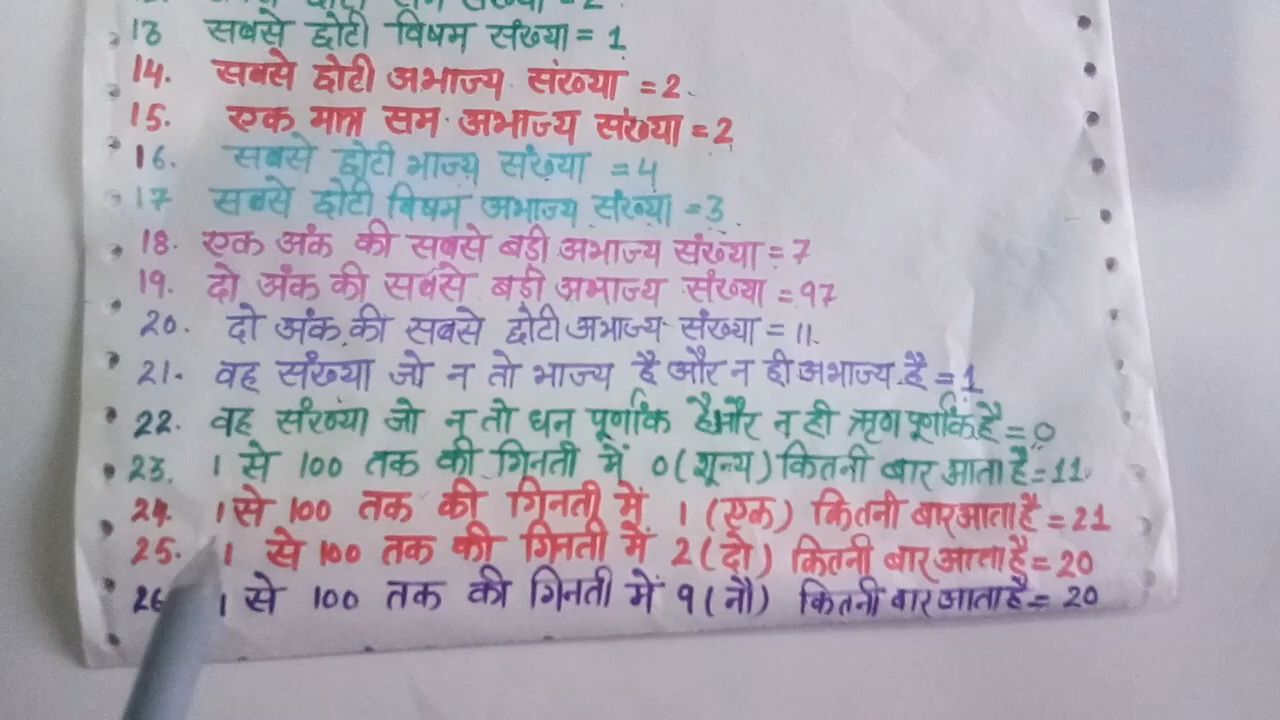 संख्या = 2
13 सबसे छोटी विषम संख्या = 1
14. सबसे छोटी अभाज्य संख्या = 2
15. एक मात्र सम अभाज्य संख्या = 2
16. सबसे छोटी भाज्य संख्या = 4
17 सबसे छोटी विषम अभाज्य संख्या = 3
18. एक अंक की सबसे बड़ी अभाज्य संख्या = 7
19. दो अंक की सबसे बड़ी अभाज्य संख्या = 97
20. दो अंक की सबसे छोटी अभाज्य संख्या = 11
21. वह संख्या जो न तो भाज्य है और न ही अभाज्य है = 1
22. वह संख्या जो न तो धन पूर्णांक है और न ही ऋण पूर्णांक है = 0
23. 1 से 100 तक की गिनती में 0 (शून्य) कितनी बार आता है = 11
24. 1 से 100 तक की गिनती में 1 (एक) कितनी बार आता है = 21
25. 1 से 100 तक की गिनती में 2 (दो) कितनी बार आता है = 20
26 1 से 100 तक की गिनती में 9 (नौ) कितनी बार आता है = 20